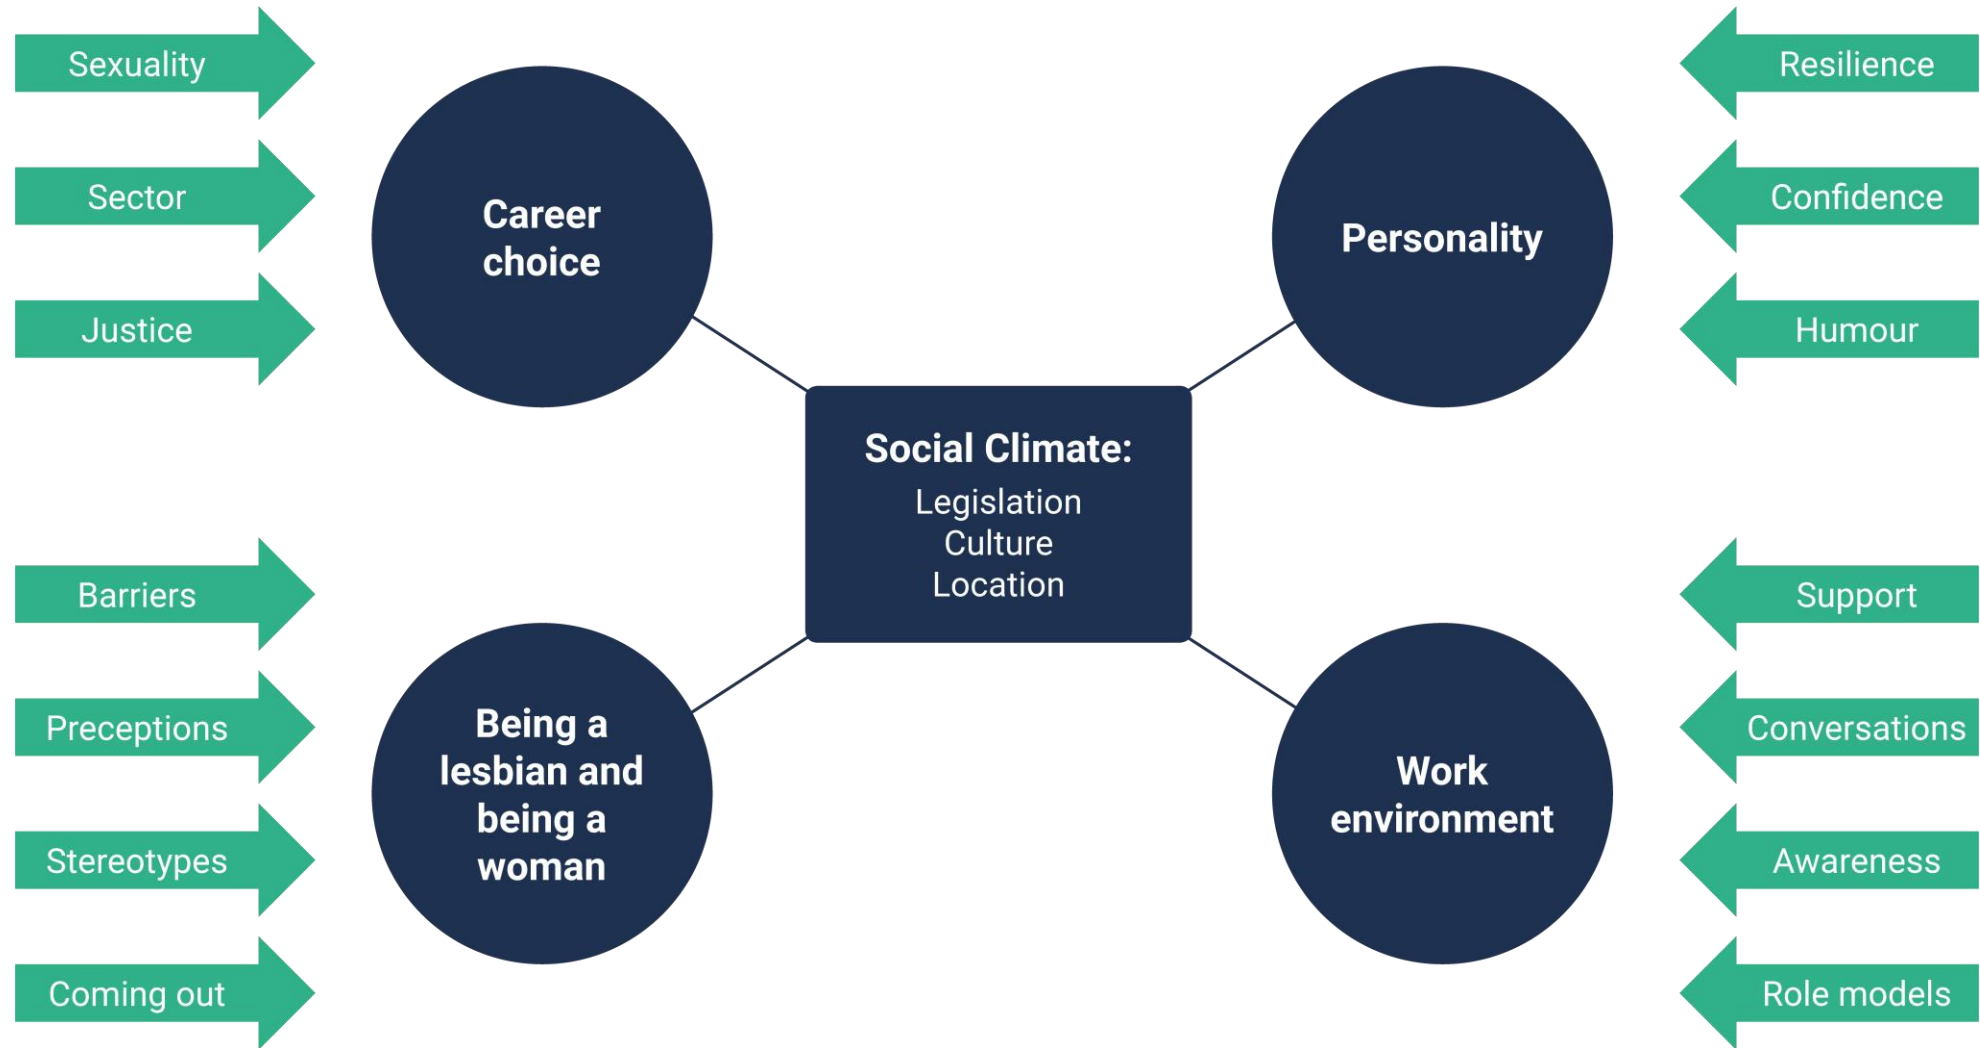 Sexuality
Sector
Justice
Career
choice
Personality
Resilience
Confidence
Humour
Social Climate:
Legislation
Culture
Location
Barriers
Preceptions
Stereotypes
Coming out
Being a
lesbian and
being a
woman
Work
environment
Support
Conversations
Awareness
Role models